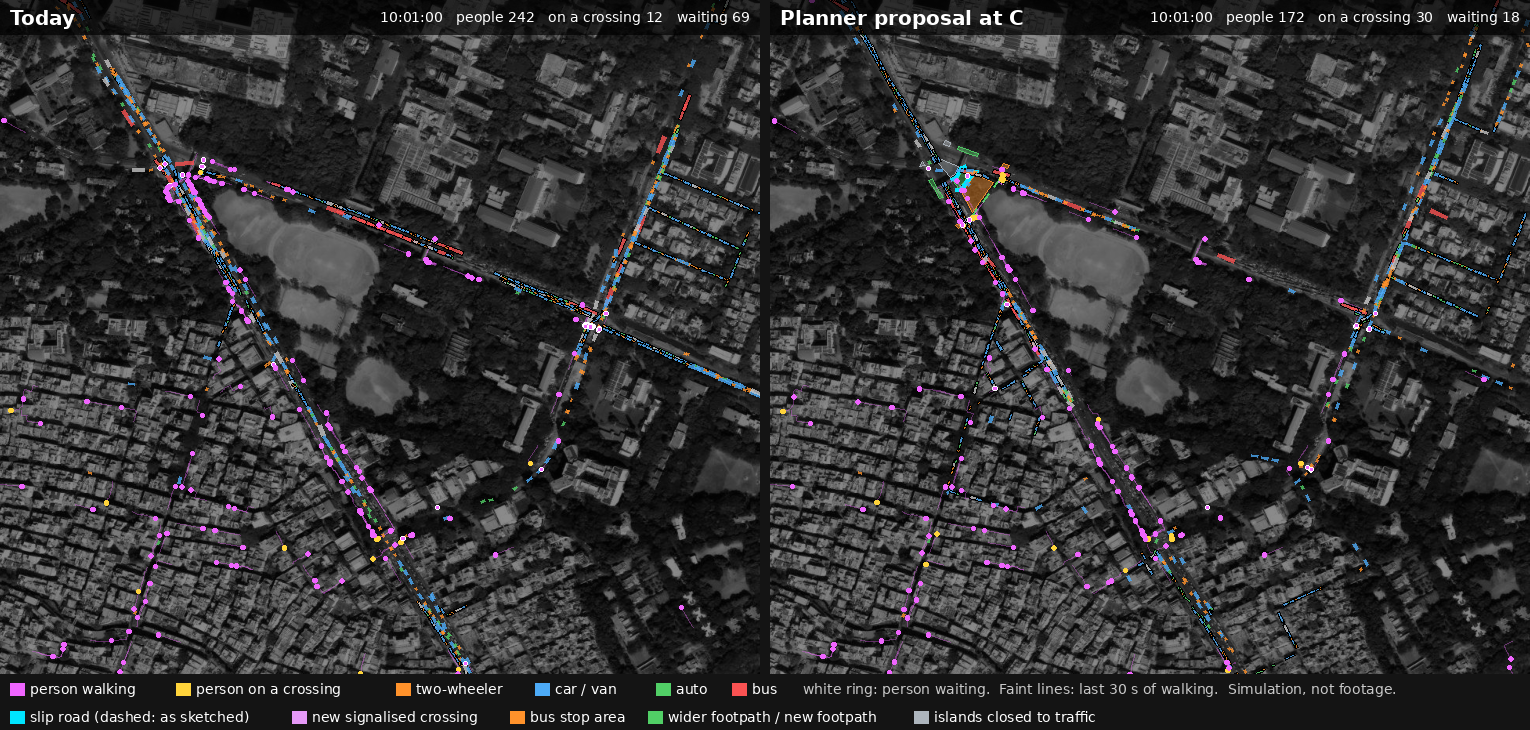 Today 10:01:00 people 242 on a crossing 12 waiting 69
Planner proposal at C 10:01:00 people 172 on a crossing 30 waiting 18
person walking person on a crossing two-wheeler car / van auto bus white ring: person waiting. Faint lines: last 30 s of walking. Simulation, not footage.
slip road (dashed: as sketched) new signalised crossing bus stop area wider footpath / new footpath islands closed to traffic